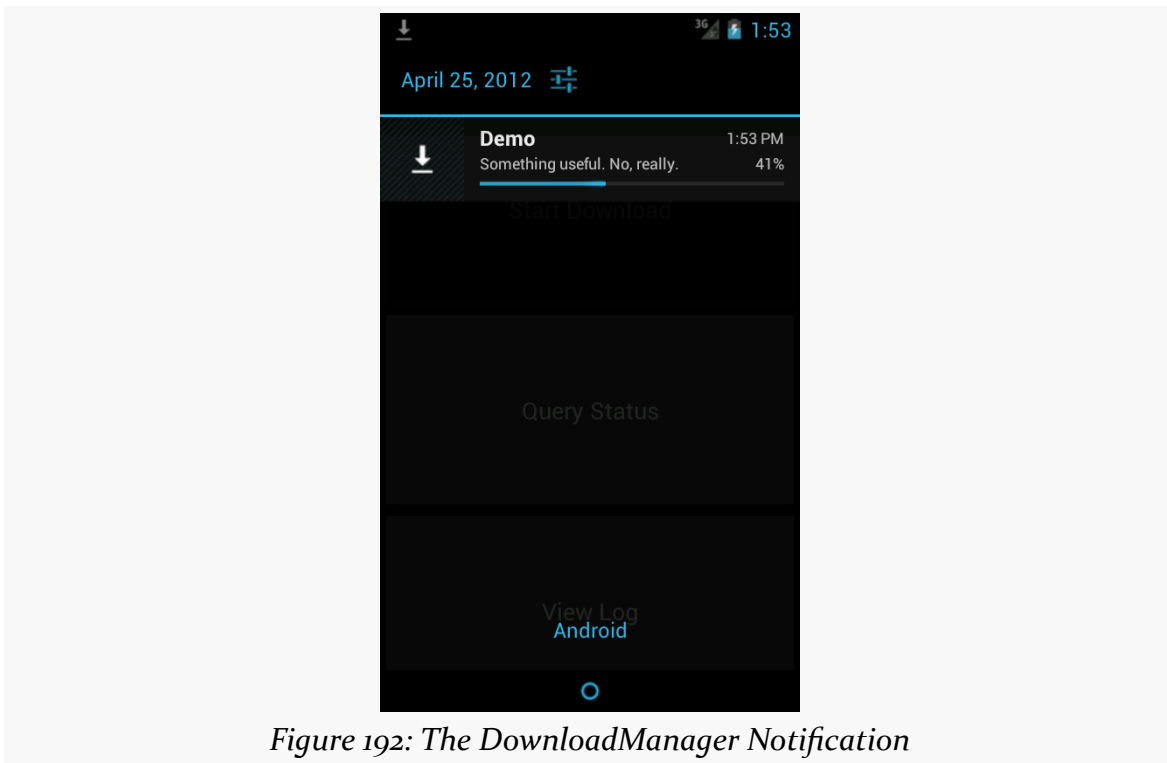 3G 1:53
April 25, 2012
Demo 1:53 PM
Something useful. No, really. 41%
Start Download
Query Status
View Log
Android
Figure 192: The DownloadManager Notification